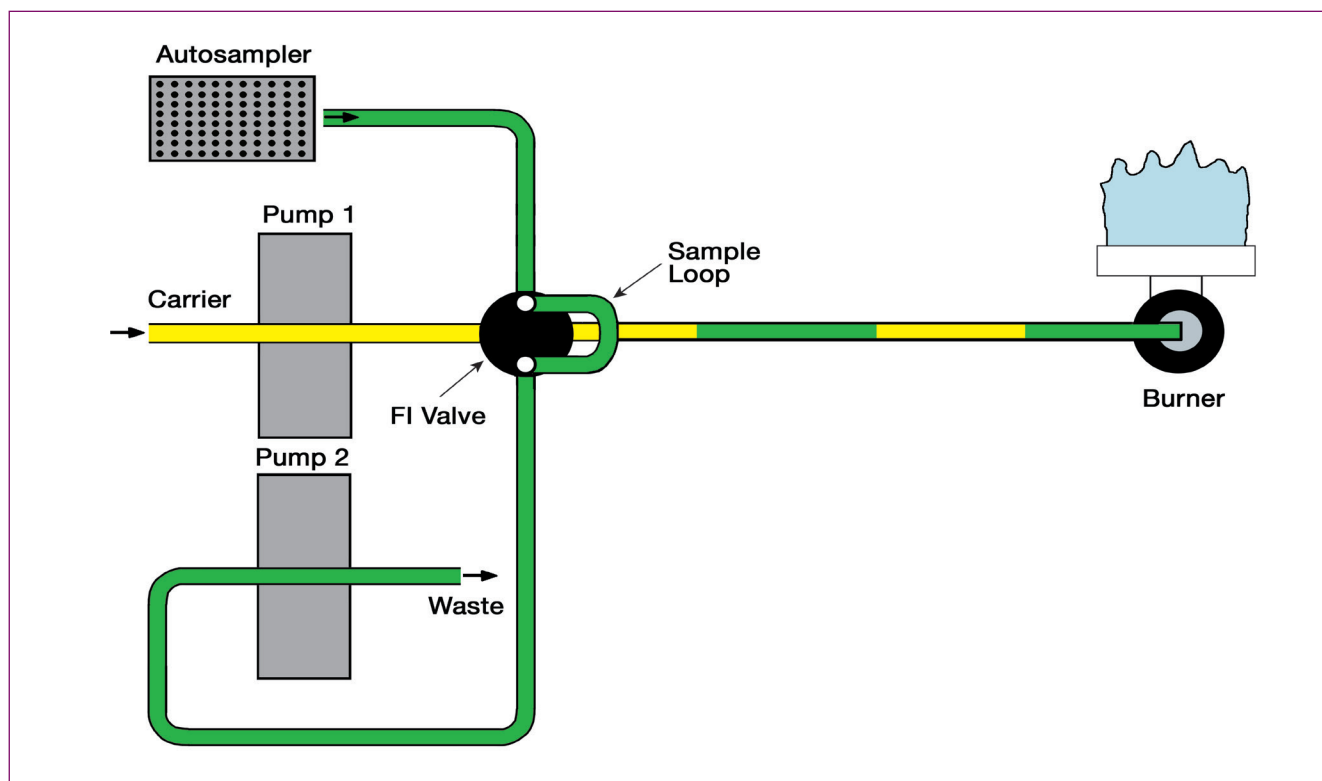 Autosampler
Pump 1
Sample
Loop
Carrier
FI Valve
Burner
Pump 2
Waste